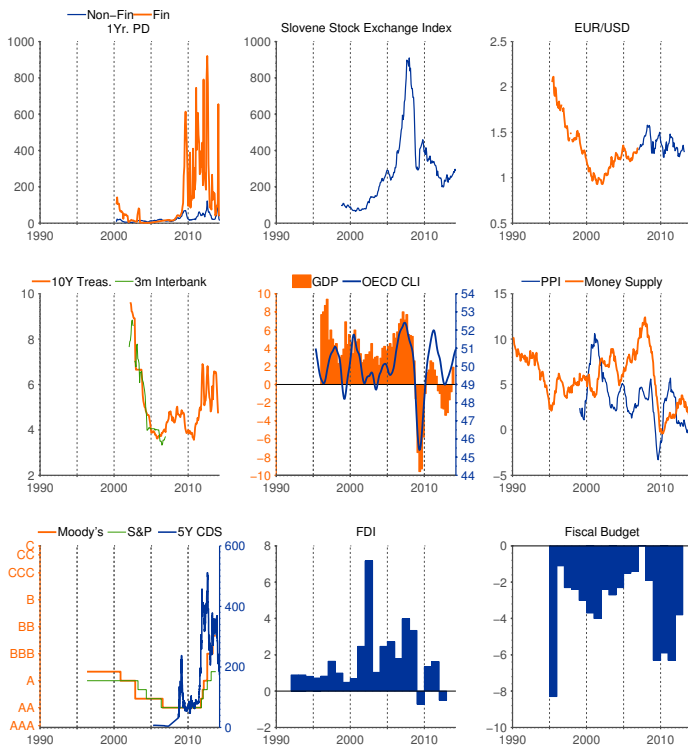 Non-Fin Fin
1Yr. PD
1000
800
600
400
200
0
1990 2000 2010
Slovene Stock Exchange Index
1000
800
600
400
200
0
1990 2000 2010
EUR/USD
2.5
2
1.5
1
0.5
1990 2000 2010
10Y Treas. 3m Interbank
10
8
6
4
2
1990 2000 2010
GDP OECD CLI
10
8
6
4
2
0
−2
−4
−6
−8
−10
54
53
52
51
50
49
48
47
46
45
44
1990 2000 2010
PPI Money Supply
15
10
5
0
−5
1990 2000 2010
Moody's S&P 5Y CDS
C
CC
CCC
B
BB
BBB
A
AA
AAA
600
400
200
0
1990 2000 2010
FDI
8
6
4
2
0
−2
1990 2000 2010
Fiscal Budget
0
−2
−4
−6
−8
−10
1990 2000 2010